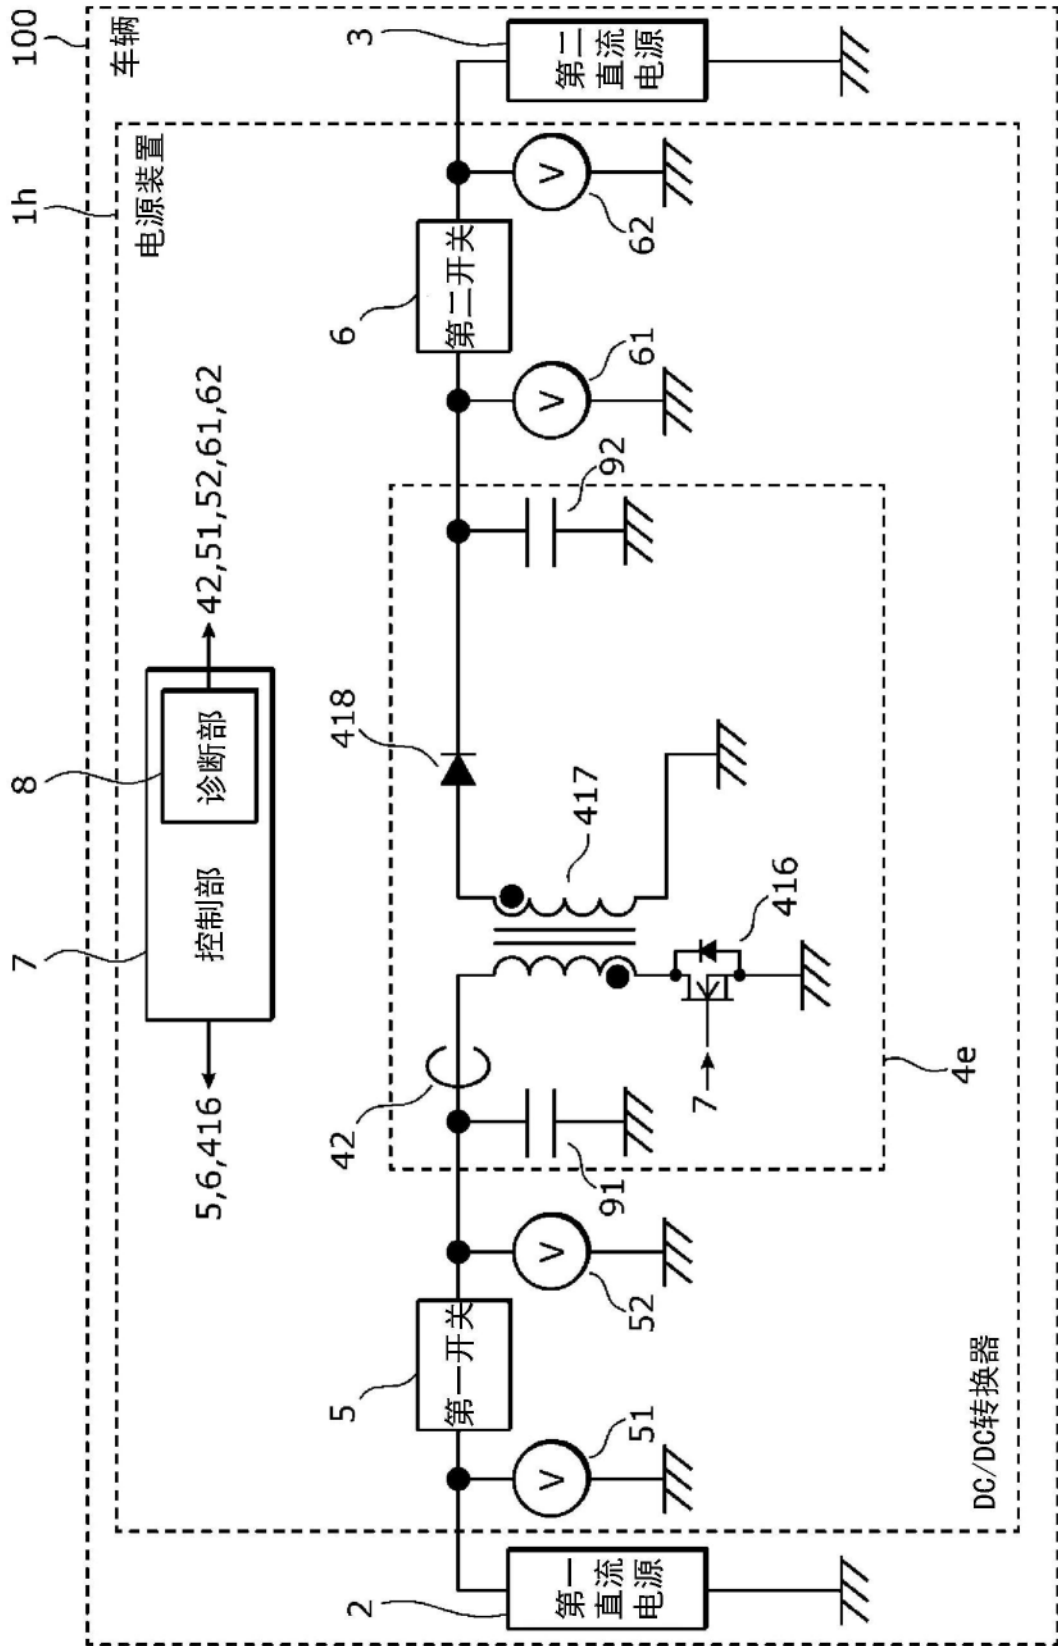 100
车辆
1h
电源装置
7
8
控制部
诊断部
5,6,416
42,51,52,61,62
2
第一
直流
电源
51
V
5
第一开关
52
V
42
91
4e
7
416
417
418
92
61
V
6
第二开关
62
V
3
第二
直流
电源
DC/DC转换器